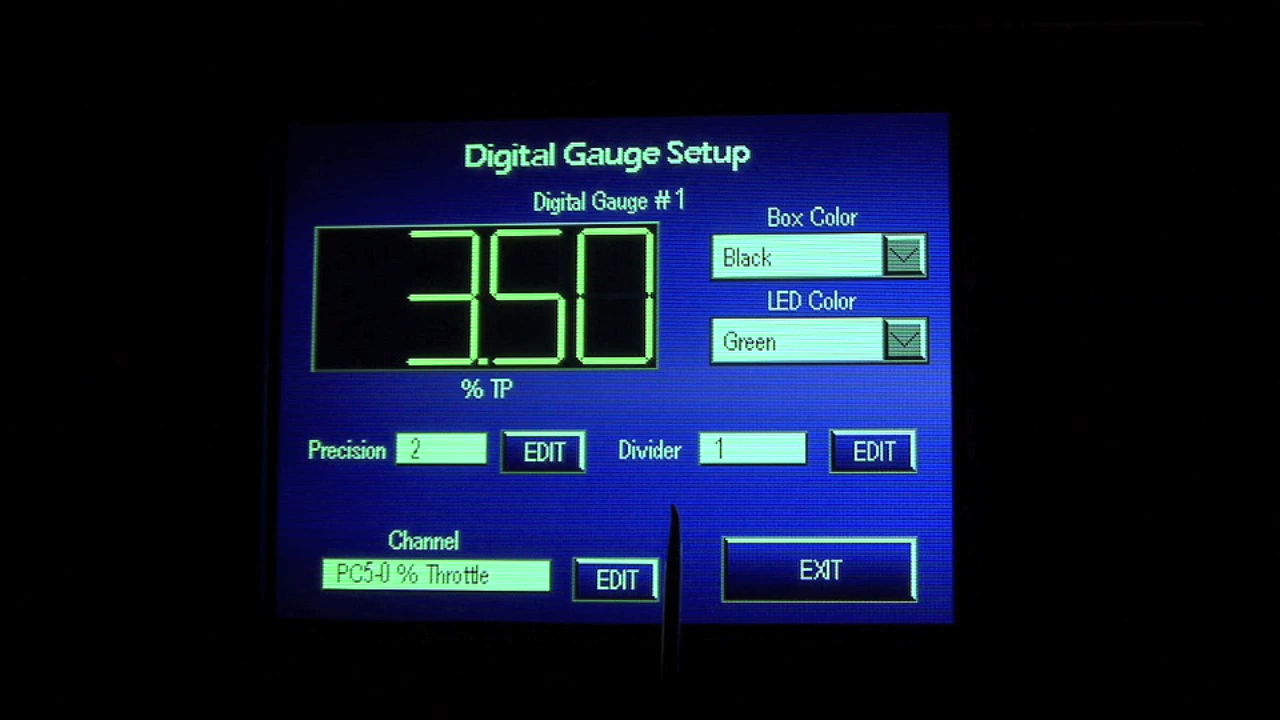 Digital Gauge Setup
Digital Gauge #1
3.50
% TP
Box Color
Black
LED Color
Green
Precision 2 EDIT Divider 1 EDIT
Channel
PC5-0 % Throttle EDIT
EXIT